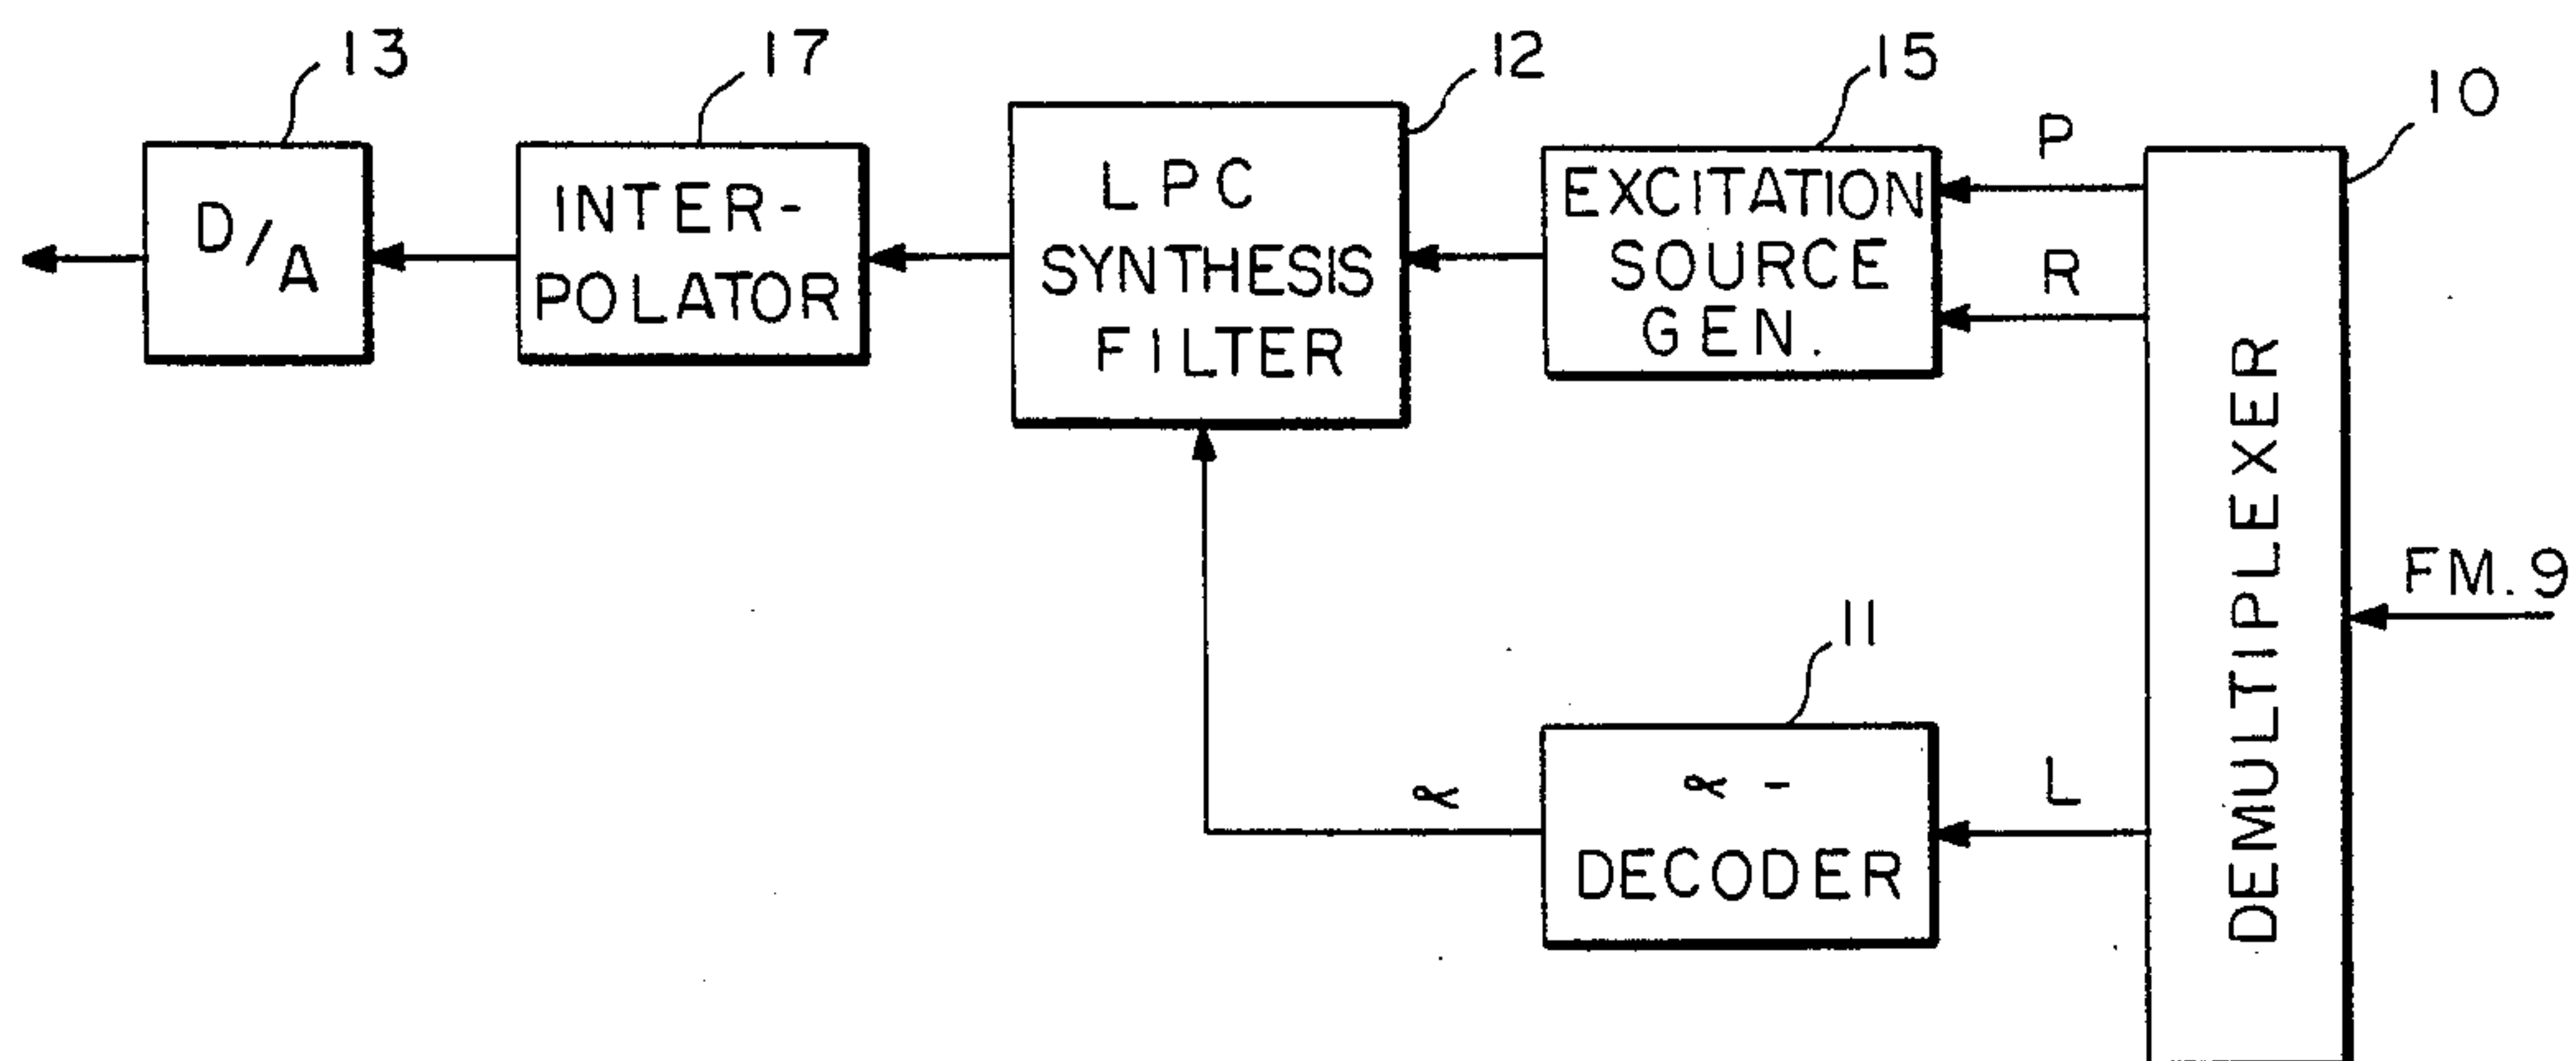 13
17
12
15
10
D/A
INTER-
POLATOR
LPC
SYNTHESIS
FILTER
EXCITATION
SOURCE
GEN.
P
R
DEMULTIPLEXER
FM. 9
11
α -
DECODER
α
L